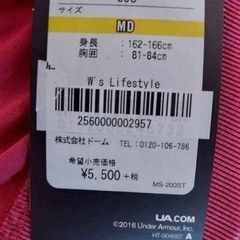 サイズ
MD
身長 :162-166cm
胸囲 : 81-84cm
W's Lifestyle
2560000002957
株式会社ドーム TEL:0120-106-786
希望小売価格
¥5,500+税
MS-200ST
UA.COM
©2016 Under Armour, Inc.